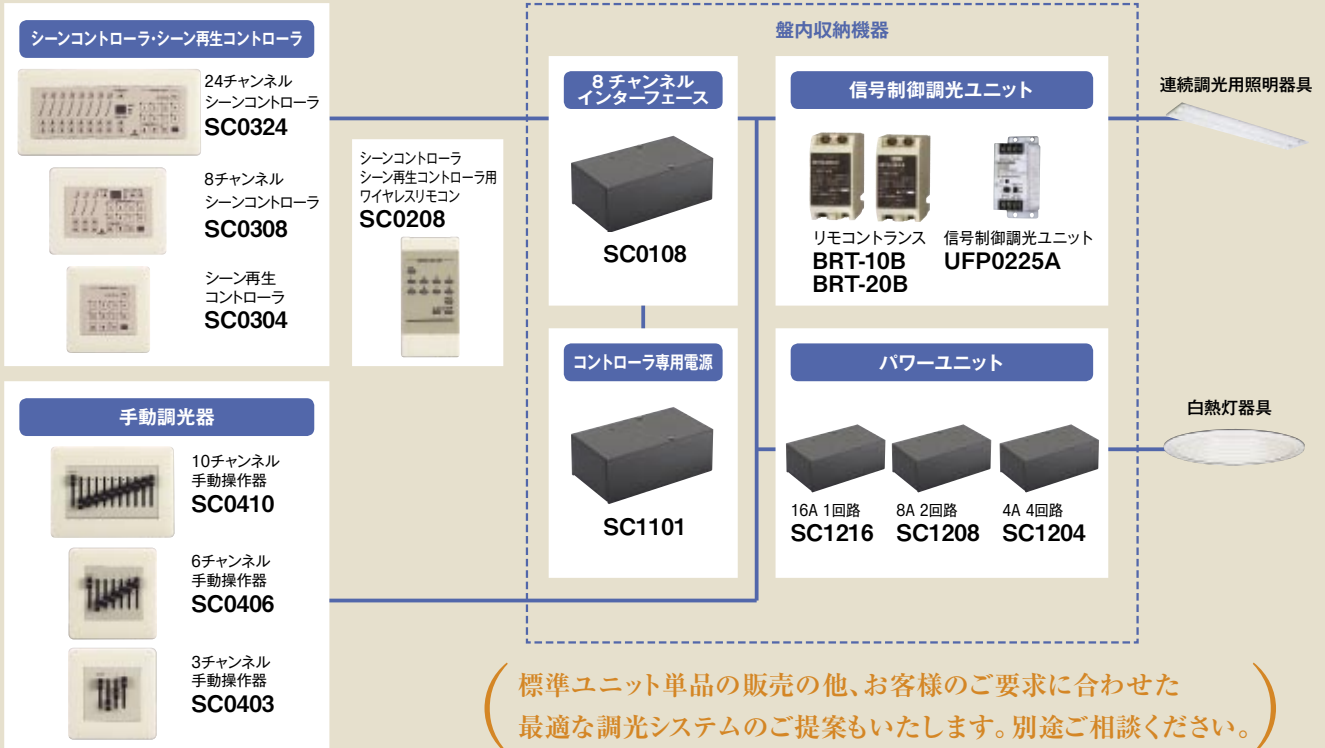 シーンコントローラ・シーン再生コントローラ
24チャンネル
シーンコントローラ
SC0324
8チャンネル
シーンコントローラ
SC0308
シーン再生
コントローラ
SC0304
手動調光器
10チャンネル
手動操作器
SC0410
6チャンネル
手動操作器
SC0406
3チャンネル
手動操作器
SC0403
シーンコントローラ
シーン再生コントローラ用
ワイヤレスリモコン
SC0208
盤内収納機器
8チャンネル
インターフェース
SC0108
コントローラ専用電源
SC1101
信号制御調光ユニット
リモコントランス
BRT-10B
BRT-20B
信号制御調光ユニット
UFP0225A
パワーユニット
16A 1回路
SC1216
8A 2回路
SC1208
4A 4回路
SC1204
連続調光用照明器具
白熱灯器具
標準ユニット単品の販売の他、お客様のご要求に合わせた
最適な調光システムのご提案もいたします。別途ご相談ください。